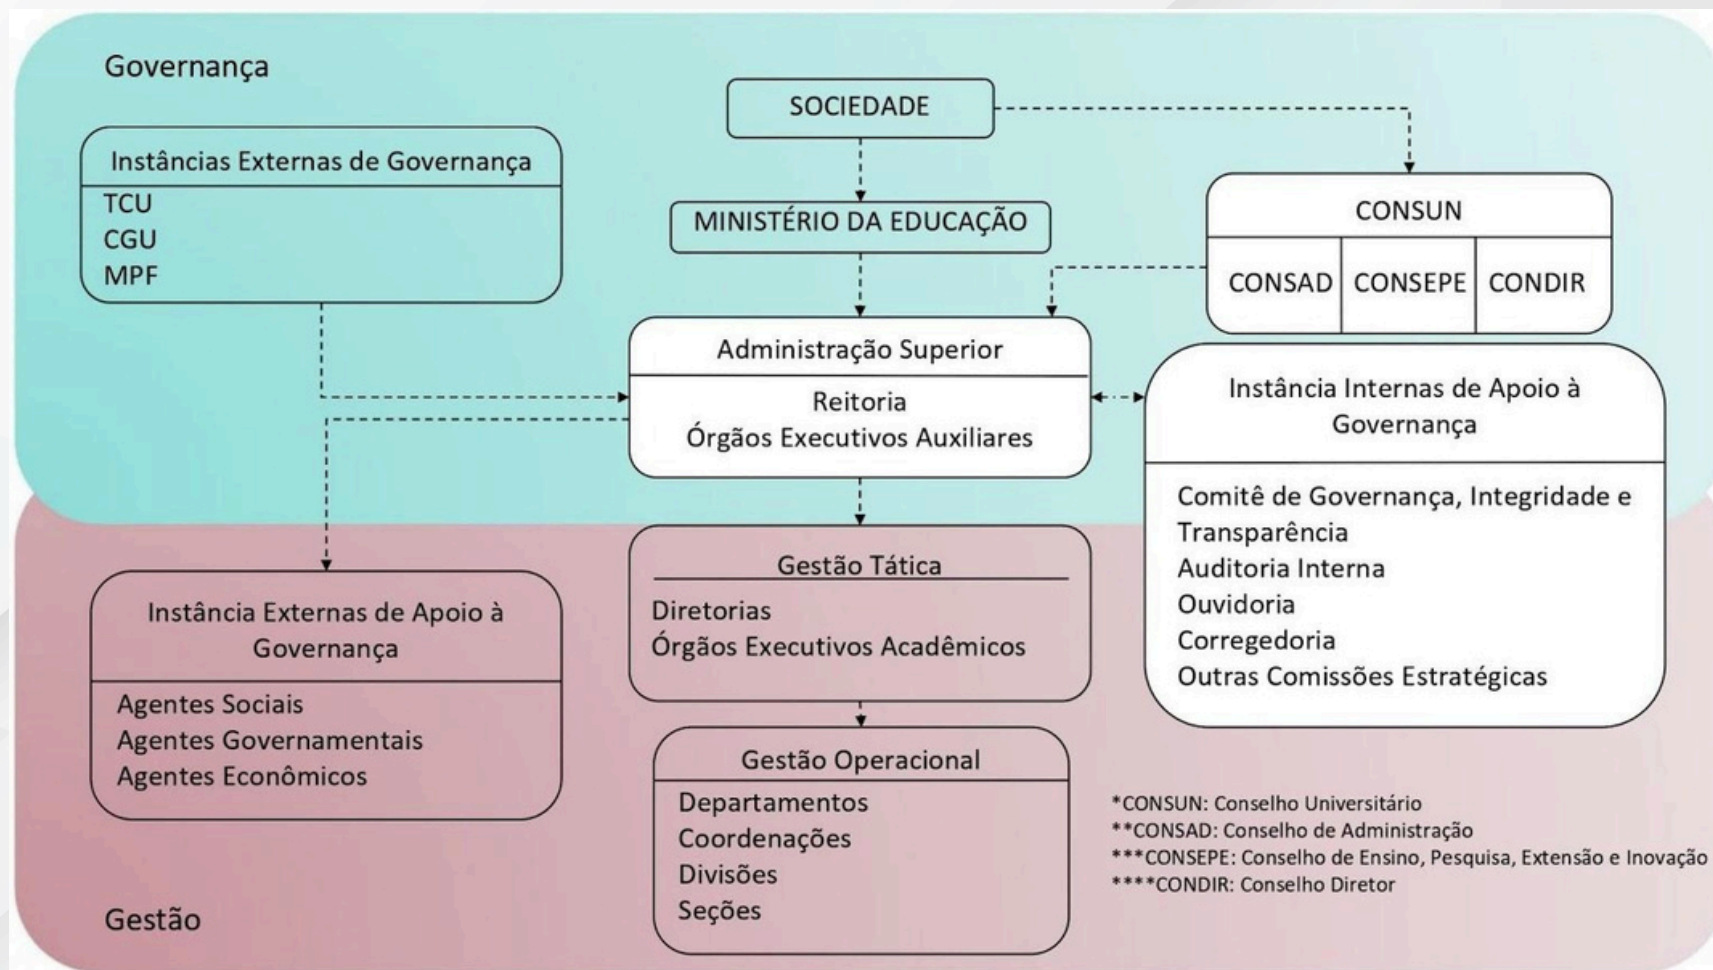 Governança
SOCIEDADE
Instâncias Externas de Governança
TCU
CGU
MPF
MINISTÉRIO DA EDUCAÇÃO
CONSUN
CONSAD
CONSEPE
CONDIR
Administração Superior
Reitoria
Órgãos Executivos Auxiliares
Instância Internas de Apoio à
Governança
Comitê de Governança, Integridade e
Transparência
Auditoria Interna
Ouvidoria
Corregedoria
Outras Comissões Estratégicas
Gestão Tática
Diretorias
Órgãos Executivos Acadêmicos
Instância Externas de Apoio à
Governança
Agentes Sociais
Agentes Governamentais
Agentes Econômicos
Gestão Operacional
Departamentos
Coordenações
Divisões
Seções
*CONSUN: Conselho Universitário
**CONSAD: Conselho de Administração
***CONSEPE: Conselho de Ensino, Pesquisa, Extensão e Inovação
****CONDIR: Conselho Diretor
Gestão